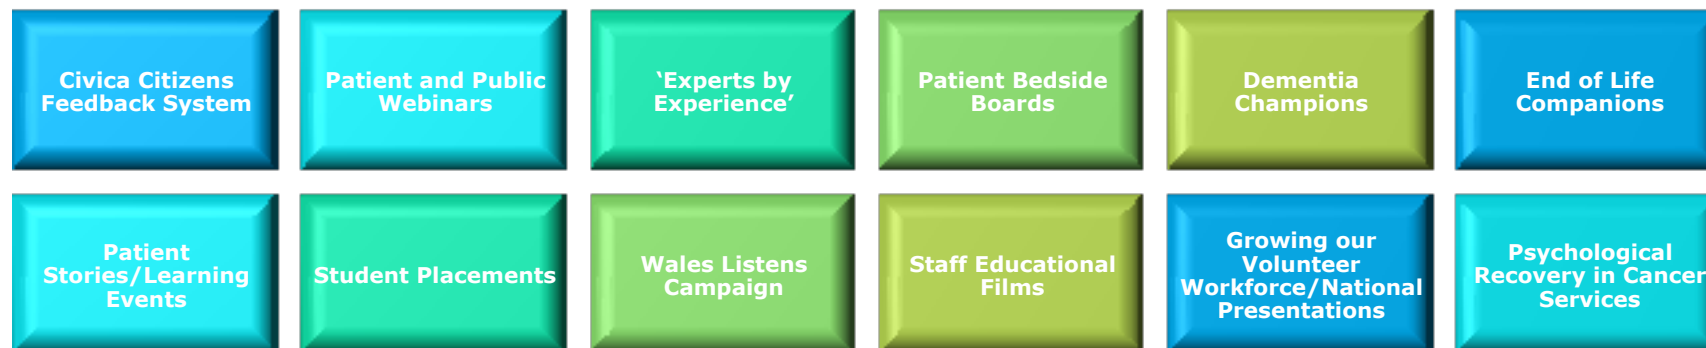 Civica Citizens
Feedback System
Patient and Public
Webinars
‘Experts by
Experience’
Patient Bedside
Boards
Dementia
Champions
End of Life
Companions
Patient
Stories/Learning
Events
Student Placements
Wales Listens
Campaign
Staff Educational
Films
Growing our
Volunteer
Workforce/National
Presentations
Psychological
Recovery in Cancer
Services